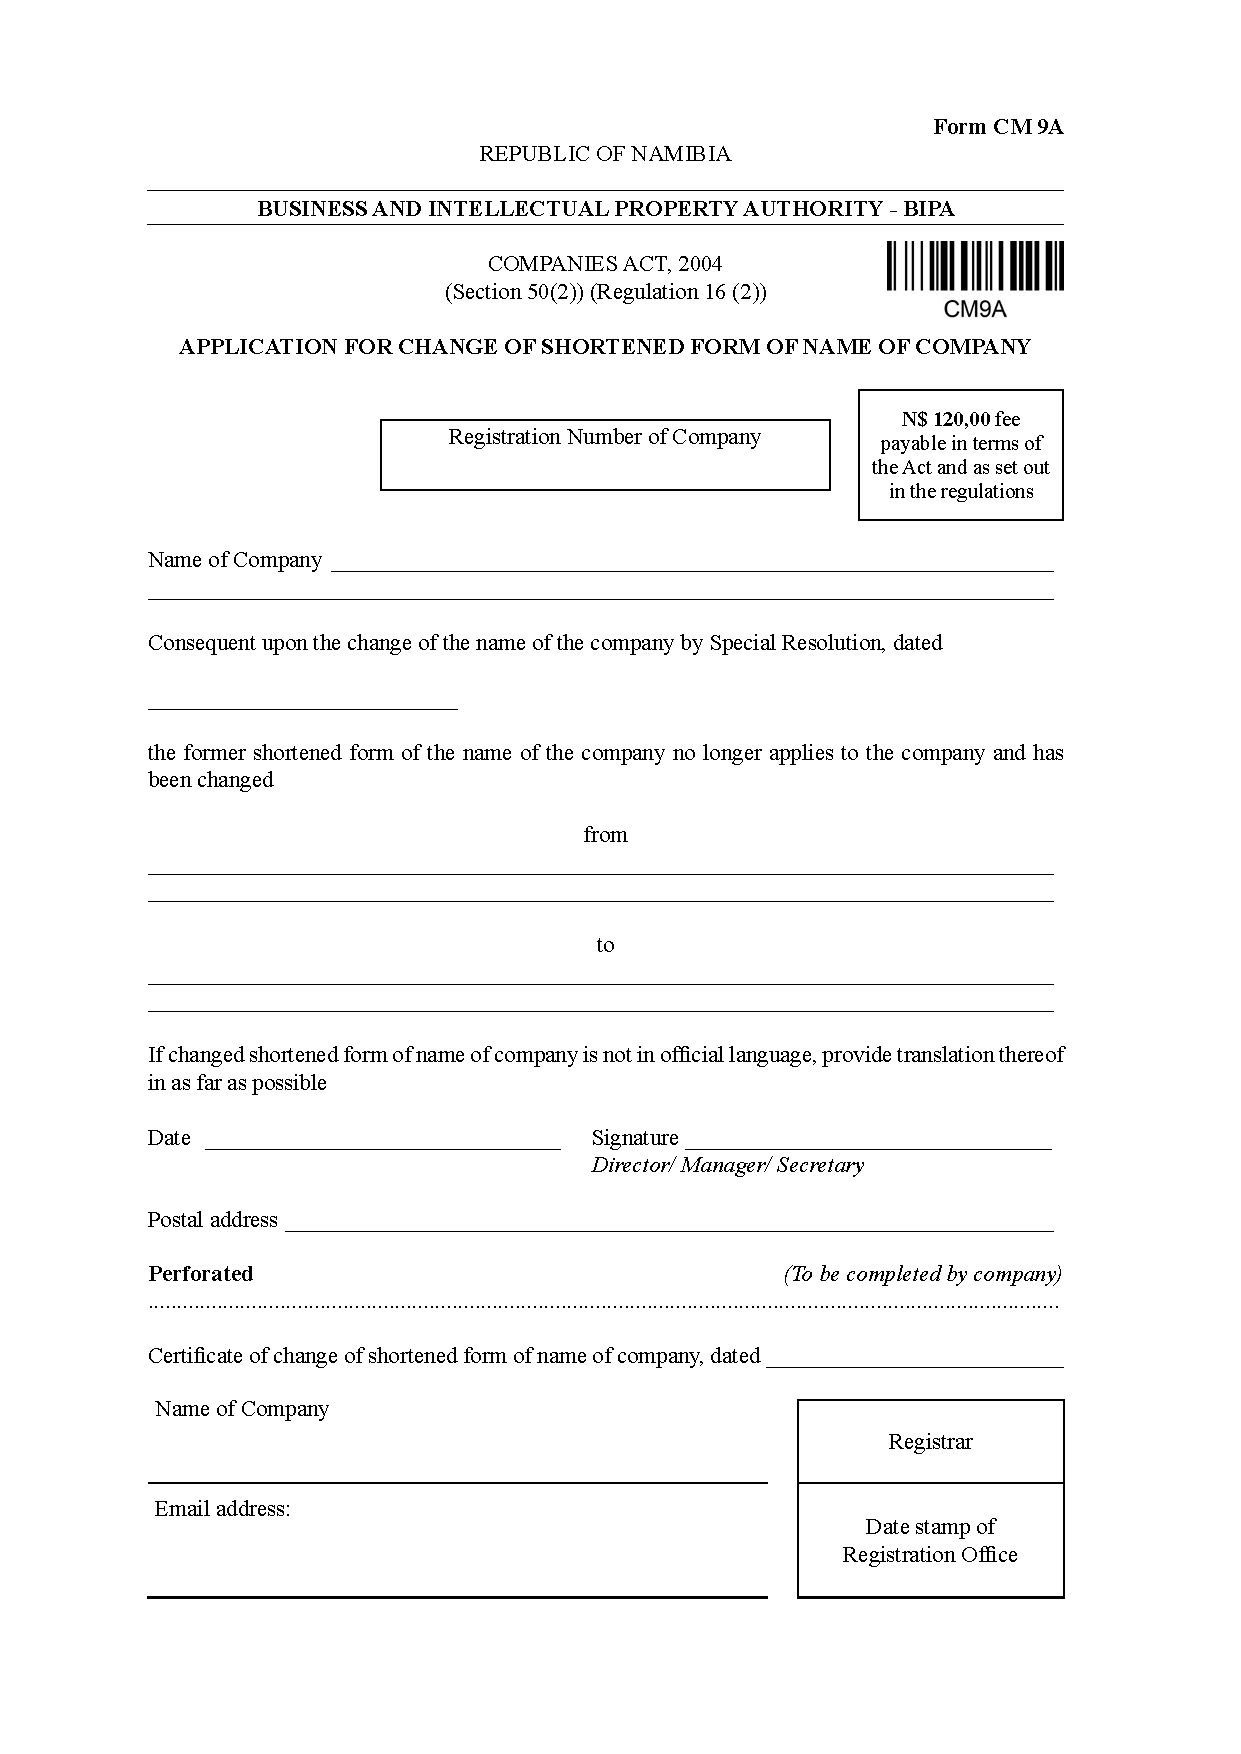 Form CM 9A
REPUBLIC OF NAMIBIA
BUSINESS AND INTELLECTUAL PROPERTY AUTHORITY - BIPA
COMPANIES ACT, 2004
(Section 50(2)) (Regulation 16 (2))
CM9A
APPLICATION FOR CHANGE OF SHORTENED FORM OF NAME OF COMPANY
Registration Number of Company
N$ 120,00 fee
payable in terms of
the Act and as set out
in the regulations
Name of Company
Consequent upon the change of the name of the company by Special Resolution, dated
the former shortened form of the name of the company no longer applies to the company and has
been changed
from
to
If changed shortened form of name of company is not in official language, provide translation thereof
in as far as possible
Date Signature
Director/ Manager/ Secretary
Postal address
Perforated (To be completed by company)
Certificate of change of shortened form of name of company, dated
Name of Company
Registrar
Email address:
Date stamp of
Registration Office